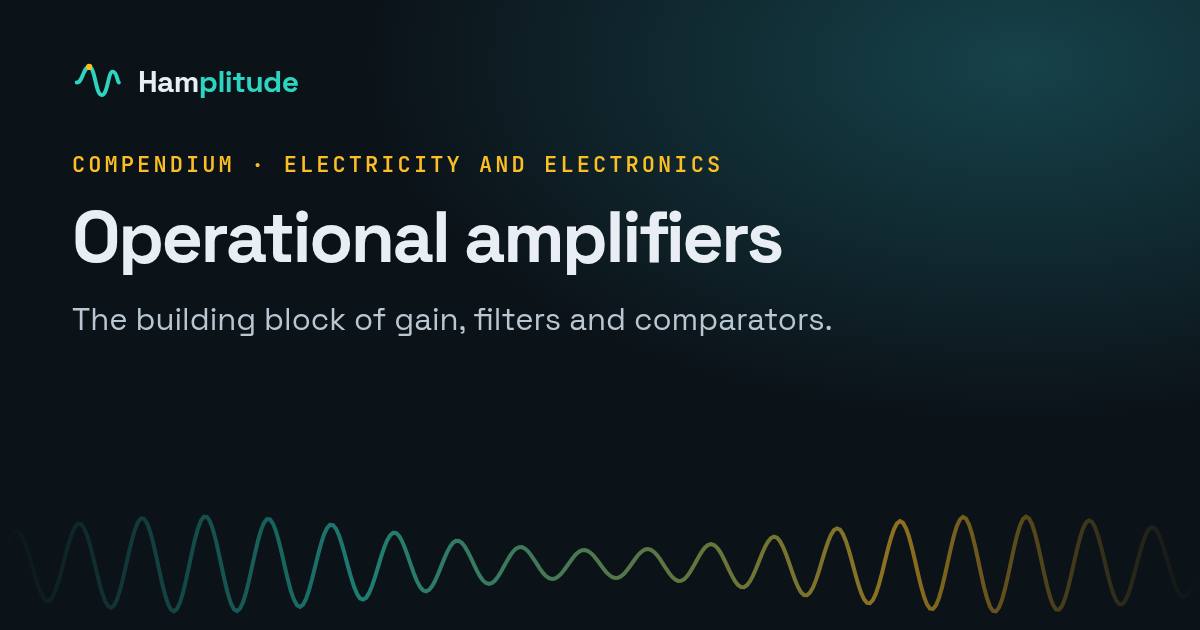 Hamplitude
COMPENDIUM · ELECTRICITY AND ELECTRONICS
Operational amplifiers
The building block of gain, filters and comparators.